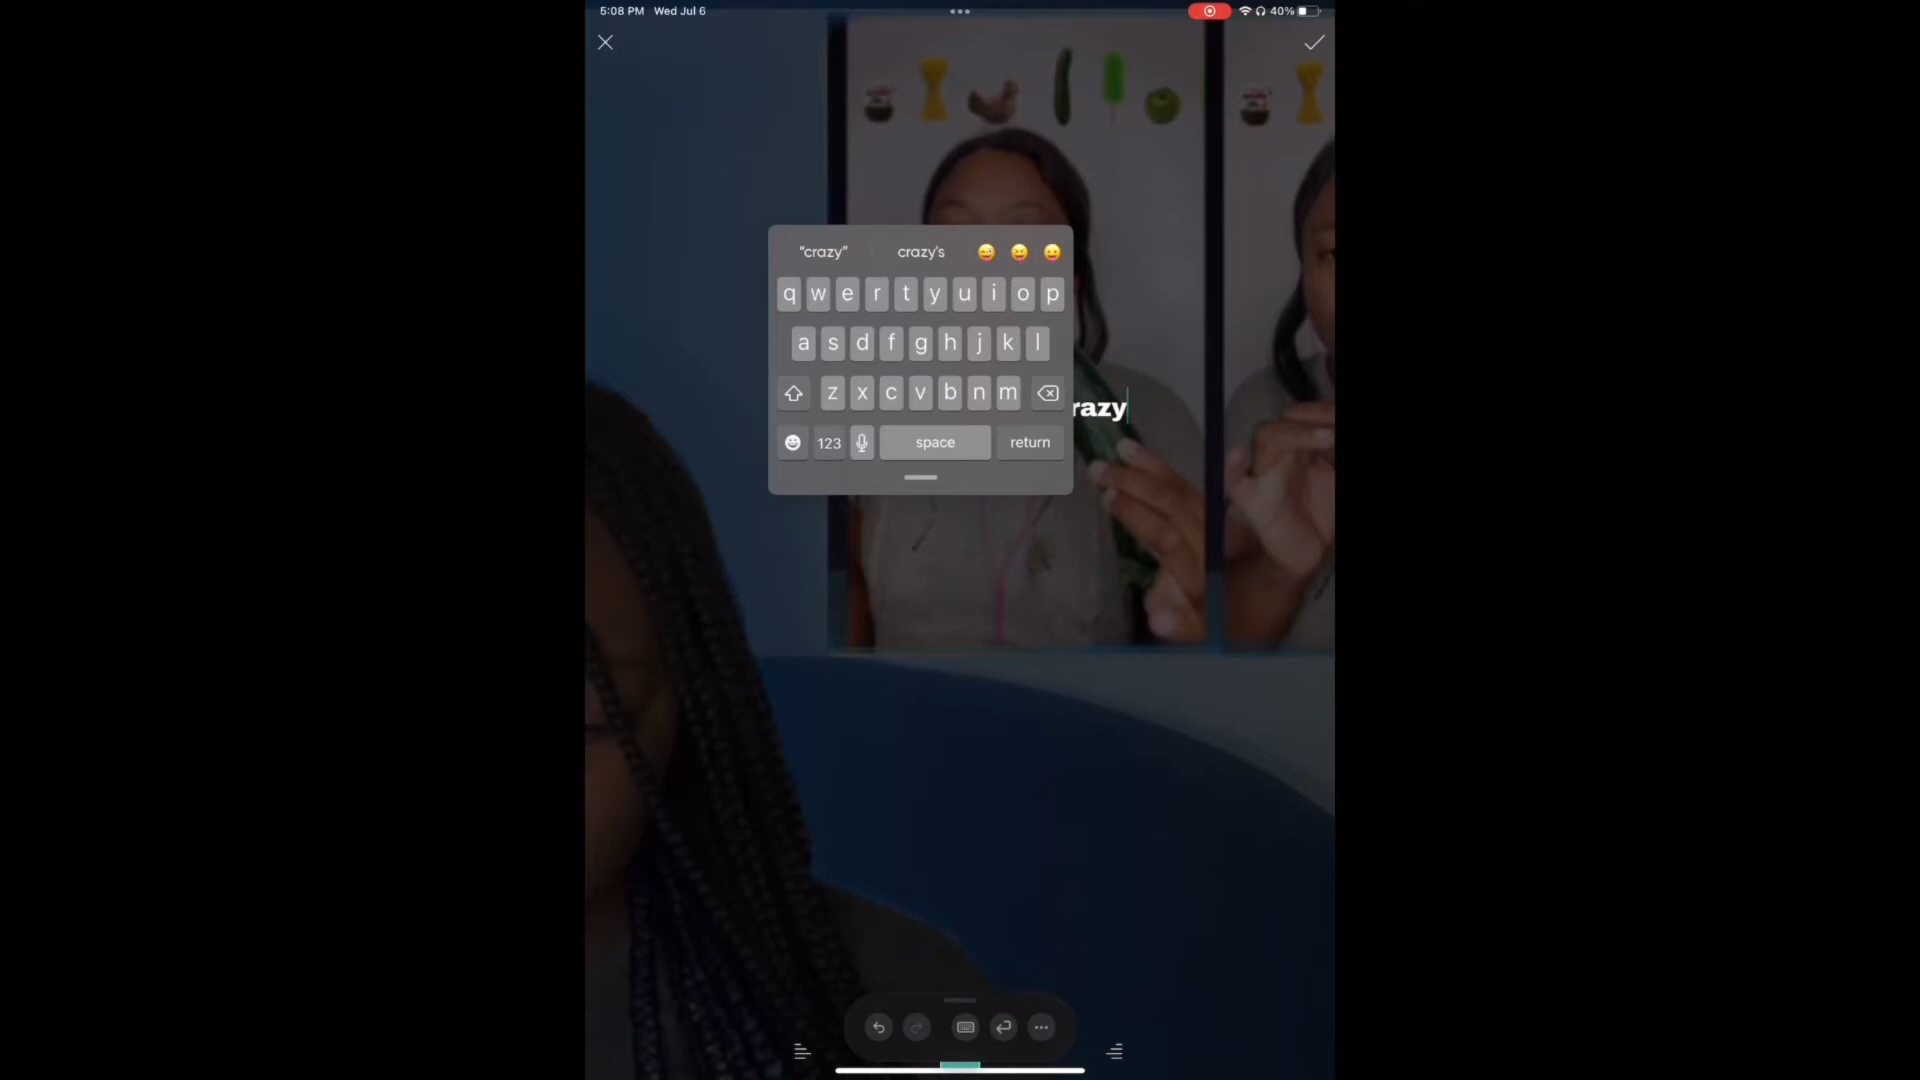 5:08 PM Wed Jul 6
40%
"crazy" crazy's
q w e r t y u i o p
a s d f g h j k l
z x c v b n m
123 space return
razy